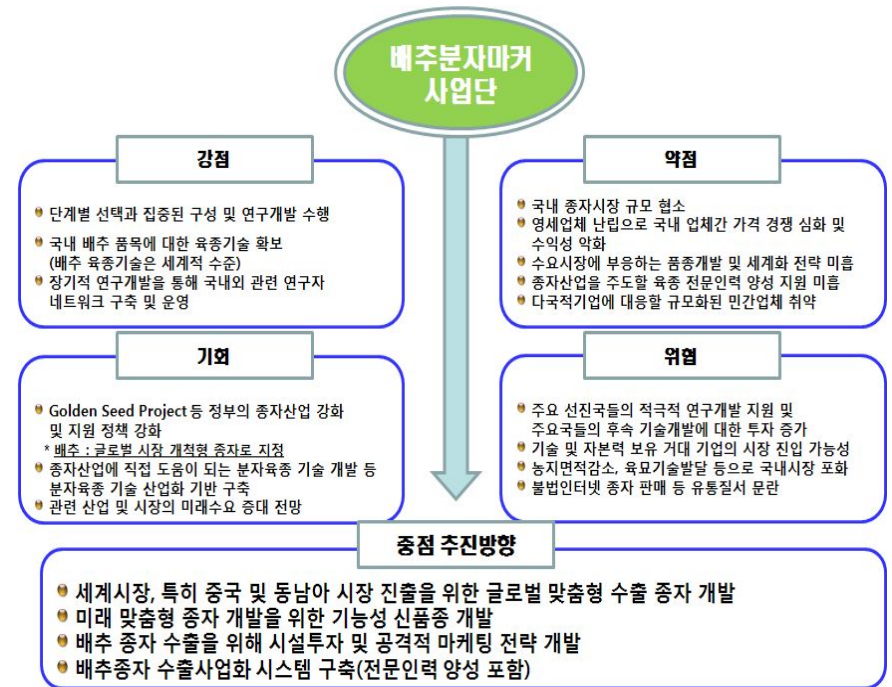 배추분자마커
사업단
강점
단계별 선택과 집중된 구성 및 연구개발 수행
국내 배추 품목에 대한 육종기술 확보
(배추 육종기술은 세계적 수준)
장기적 연구개발을 통해 국내외 관련 연구자
네트워크 구축 및 운영
약점
국내 종자시장 규모 협소
영세업체 난립으로 국내 업체간 가격 경쟁 심화 및
수익성 악화
수요시장에 부응하는 품종개발 및 세계화 전략 미흡
종자산업을 주도할 육종 전문인력 양성 지원 미흡
다국적기업에 대응할 규모화된 민간업체 취약
기회
Golden Seed Project 등 정부의 종자산업 강화
및 지원 정책 강화
* 배추 : 글로벌 시장 개척형 종자로 지정
종자산업에 직접 도움이 되는 분자육종 기술 개발 등
분자육종 기술 산업화 기반 구축
관련 산업 및 시장의 미래수요 증대 전망
위협
주요 선진국들의 적극적 연구개발 지원 및
주요국들의 후속 기술개발에 대한 투자 증가
기술 및 자본력 보유 거대 기업의 시장 진입 가능성
농지면적감소, 육묘기술발달 등으로 국내시장 포화
불법인터넷 종자 판매 등 유통질서 문란
중점 추진방향
세계시장, 특히 중국 및 동남아 시장 진출을 위한 글로벌 맞춤형 수출 종자 개발
미래 맞춤형 종자 개발을 위한 기능성 신품종 개발
배추 종자 수출을 위해 시설투자 및 공격적 마케팅 전략 개발
배추종자 수출사업화 시스템 구축(전문인력 양성 포함)